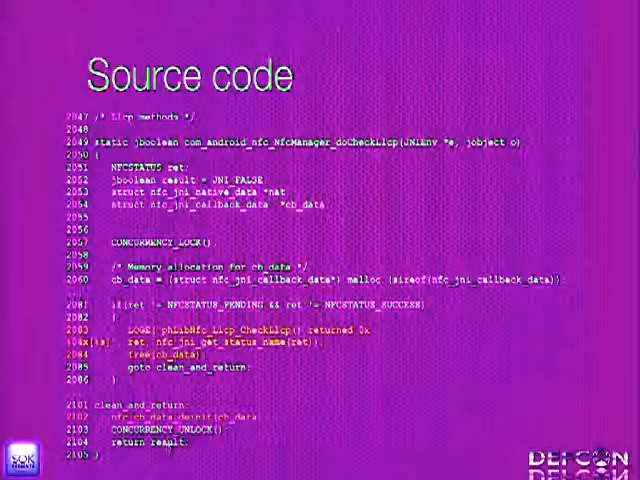 Source code
2047 /* Llcp methods */
2048
2049 static jboolean com_android_nfc_NfcManager_doCheckLlcp(JNIEnv *e, jobject o)
2050 {
2051 NFCSTATUS ret;
2052 jboolean result = JNI_FALSE;
2053 struct nfc_jni_native_data *nat;
2054 struct nfc_jni_callback_data *cb_data;
2055
2056
2057 CONCURRENCY_LOCK();
2058
2059 /* Memory allocation for cb_data */
2060 cb_data = (struct nfc_jni_callback_data*) malloc (sizeof(nfc_jni_callback_data));
2081 if(ret != NFCSTATUS_PENDING && ret != NFCSTATUS_SUCCESS)
2082 {
2083 LOGE("phLibNfc_Llcp_CheckLlcp() returned 0x
%04x[%s]", ret, nfc_jni_get_status_name(ret));
2084 free(cb_data);
2085 goto clean_and_return;
2086 }
2101 clean_and_return:
2102 nfc_cb_data_deinit(cb_data
2103 CONCURRENCY_UNLOCK();
2104 return result;
2105 }
SOK
DEFCON